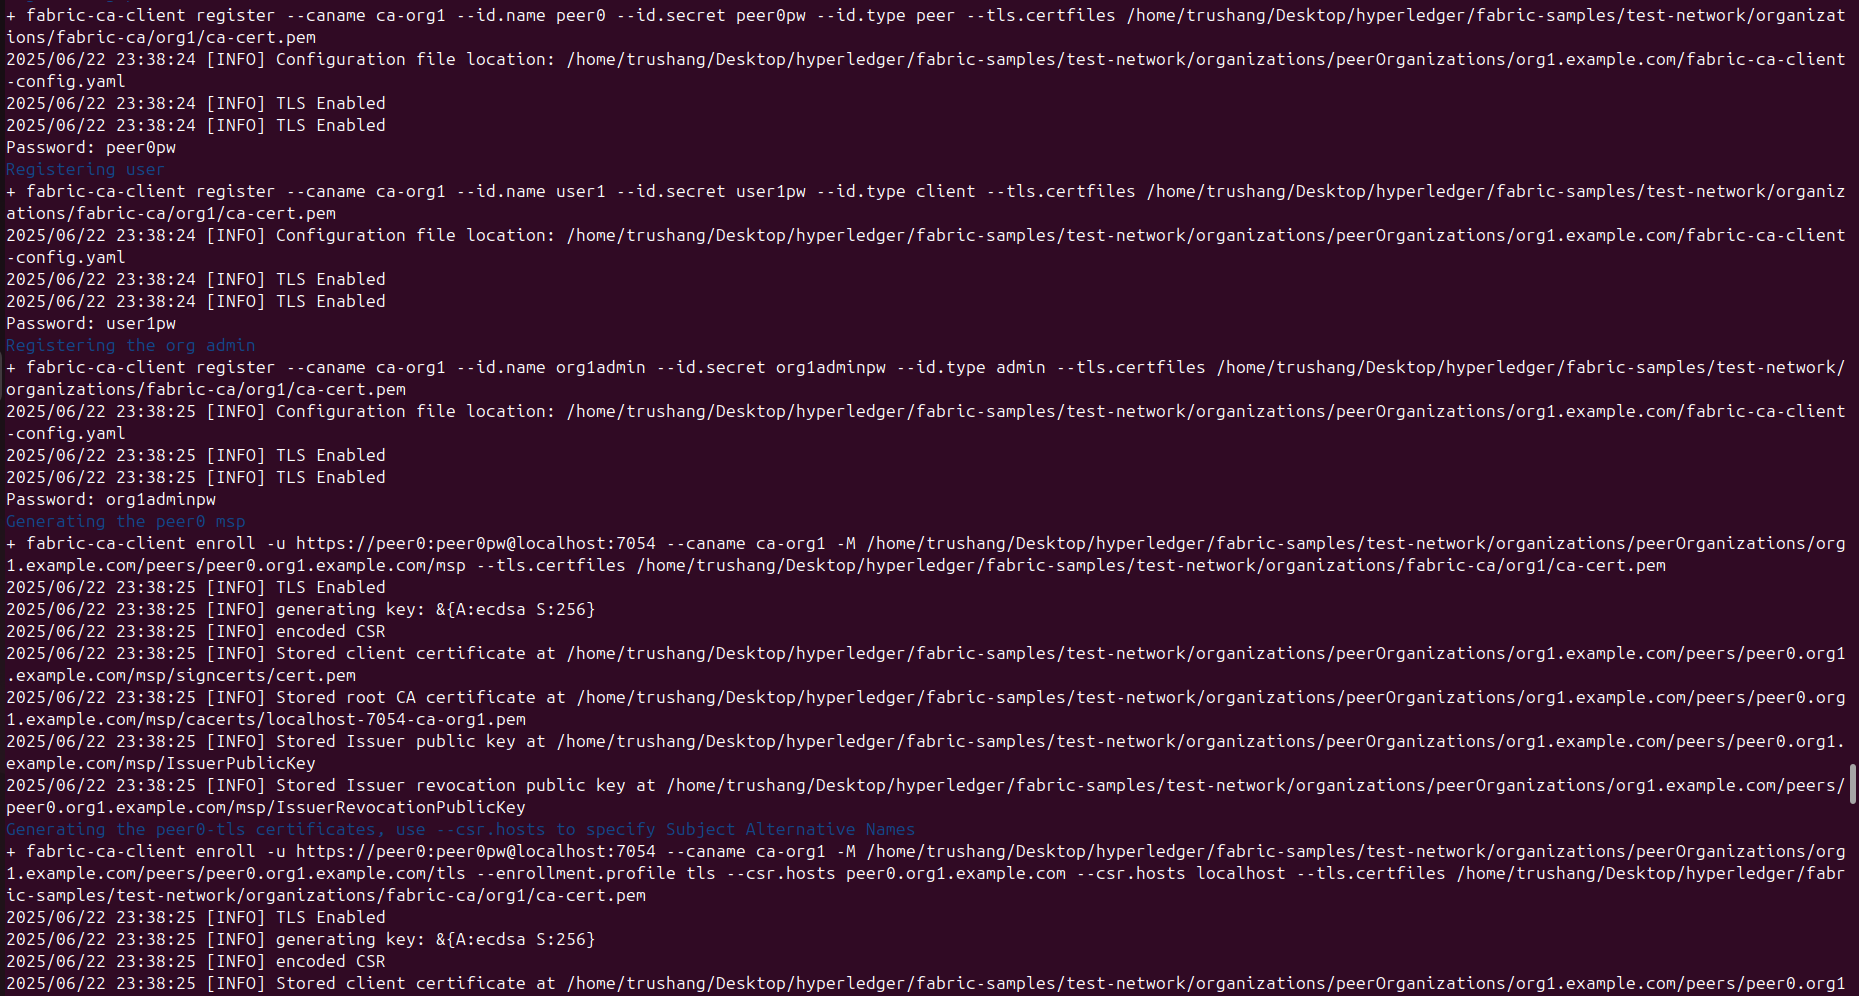 + fabric-ca-client register --caname ca-org1 --id.name peer0 --id.secret peer0pw --id.type peer --tls.certfiles /home/trushang/Desktop/hyperledger/fabric-samples/test-network/organizat
ions/fabric-ca/org1/ca-cert.pem
2025/06/22 23:38:24 [INFO] Configuration file location: /home/trushang/Desktop/hyperledger/fabric-samples/test-network/organizations/peerOrganizations/org1.example.com/fabric-ca-client
-config.yaml
2025/06/22 23:38:24 [INFO] TLS Enabled
2025/06/22 23:38:24 [INFO] TLS Enabled
Password: peer0pw
Registering user
+ fabric-ca-client register --caname ca-org1 --id.name user1 --id.secret user1pw --id.type client --tls.certfiles /home/trushang/Desktop/hyperledger/fabric-samples/test-network/organiz
ations/fabric-ca/org1/ca-cert.pem
2025/06/22 23:38:24 [INFO] Configuration file location: /home/trushang/Desktop/hyperledger/fabric-samples/test-network/organizations/peerOrganizations/org1.example.com/fabric-ca-client
-config.yaml
2025/06/22 23:38:24 [INFO] TLS Enabled
2025/06/22 23:38:24 [INFO] TLS Enabled
Password: user1pw
Registering the org admin
+ fabric-ca-client register --caname ca-org1 --id.name org1admin --id.secret org1adminpw --id.type admin --tls.certfiles /home/trushang/Desktop/hyperledger/fabric-samples/test-network/
organizations/fabric-ca/org1/ca-cert.pem
2025/06/22 23:38:25 [INFO] Configuration file location: /home/trushang/Desktop/hyperledger/fabric-samples/test-network/organizations/peerOrganizations/org1.example.com/fabric-ca-client
-config.yaml
2025/06/22 23:38:25 [INFO] TLS Enabled
2025/06/22 23:38:25 [INFO] TLS Enabled
Password: org1adminpw
Generating the peer0 msp
+ fabric-ca-client enroll -u https://peer0:peer0pw@localhost:7054 --caname ca-org1 -M /home/trushang/Desktop/hyperledger/fabric-samples/test-network/organizations/peerOrganizations/org
1.example.com/peers/peer0.org1.example.com/msp --tls.certfiles /home/trushang/Desktop/hyperledger/fabric-samples/test-network/organizations/fabric-ca/org1/ca-cert.pem
2025/06/22 23:38:25 [INFO] TLS Enabled
2025/06/22 23:38:25 [INFO] generating key: &{A:ecdsa S:256}
2025/06/22 23:38:25 [INFO] encoded CSR
2025/06/22 23:38:25 [INFO] Stored client certificate at /home/trushang/Desktop/hyperledger/fabric-samples/test-network/organizations/peerOrganizations/org1.example.com/peers/peer0.org1
.example.com/msp/signcerts/cert.pem
2025/06/22 23:38:25 [INFO] Stored root CA certificate at /home/trushang/Desktop/hyperledger/fabric-samples/test-network/organizations/peerOrganizations/org1.example.com/peers/peer0.org
1.example.com/msp/cacerts/localhost-7054-ca-org1.pem
2025/06/22 23:38:25 [INFO] Stored Issuer public key at /home/trushang/Desktop/hyperledger/fabric-samples/test-network/organizations/peerOrganizations/org1.example.com/peers/peer0.org1.
example.com/msp/IssuerPublicKey
2025/06/22 23:38:25 [INFO] Stored Issuer revocation public key at /home/trushang/Desktop/hyperledger/fabric-samples/test-network/organizations/peerOrganizations/org1.example.com/peers/
peer0.org1.example.com/msp/IssuerRevocationPublicKey
Generating the peer0-tls certificates, use --csr.hosts to specify Subject Alternative Names
+ fabric-ca-client enroll -u https://peer0:peer0pw@localhost:7054 --caname ca-org1 -M /home/trushang/Desktop/hyperledger/fabric-samples/test-network/organizations/peerOrganizations/org
1.example.com/peers/peer0.org1.example.com/tls --enrollment.profile tls --csr.hosts peer0.org1.example.com --csr.hosts localhost --tls.certfiles /home/trushang/Desktop/hyperledger/fabr
ic-samples/test-network/organizations/fabric-ca/org1/ca-cert.pem
2025/06/22 23:38:25 [INFO] TLS Enabled
2025/06/22 23:38:25 [INFO] generating key: &{A:ecdsa S:256}
2025/06/22 23:38:25 [INFO] encoded CSR
2025/06/22 23:38:25 [INFO] Stored client certificate at /home/trushang/Desktop/hyperledger/fabric-samples/test-network/organizations/peerOrganizations/org1.example.com/peers/peer0.org1